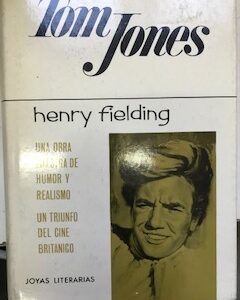 Tom Jones
henry fielding
UNA OBRA
MAESTRA DE
HUMOR Y
REALISMO
UN TRIUNFO
DEL CINE
BRITANICO
JOYAS LITERARIAS